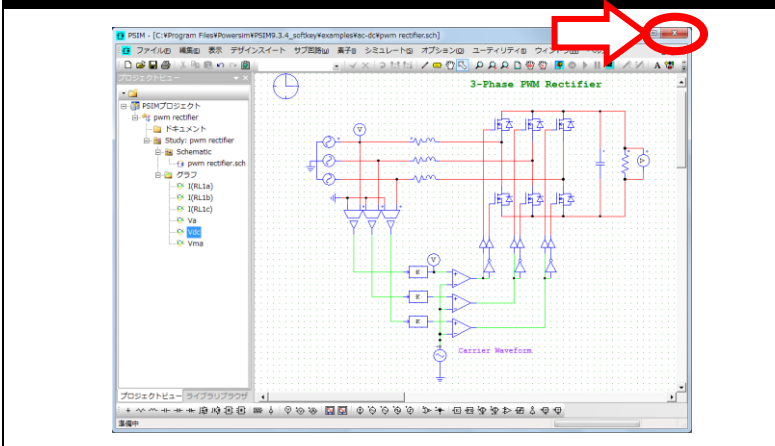 PSIM - [C:¥Program Files¥Powersim¥PSIM9.3.4_softkey¥examples¥ac-dc¥pwm rectifier.sch]
ファイル(F) 編集(E) 表示 デザインスイート サブ回路(U) 素子(E) シミュレート(S) オプション(O) ユーティリティ(U)
プロジェクトビュー
3-Phase PWM Rectifier
PSIMプロジェクト
pwm rectifier
ドキュメント
Study: pwm rectifier
Schematic
pwm rectifier.sch
グラフ
I(RL1a)
I(RL1b)
I(RL1c)
Va
Vdc
Vma
V
V
K
K
K
Carrier Waveform
プロジェクトビュー ライブラリブラウザ
準備中